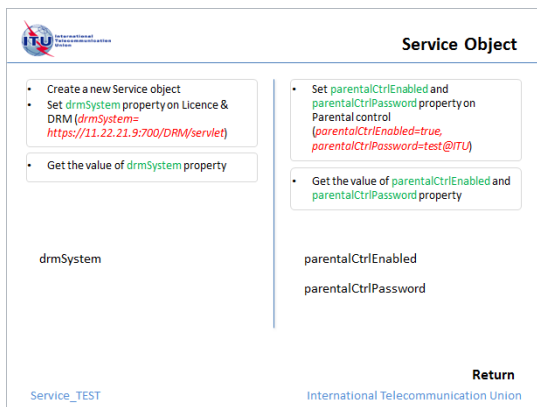 ITU
International
Telecommunication
Union
Service Object
• Create a new Service object
• Set drmSystem property on Licence &
DRM (drmSystem=
https://11.22.21.9:700/DRM/servlet)
• Get the value of drmSystem property
drmSystem
• Set parentalCtrlEnabled and
parentalCtrlPassword property on
Parental control
(parentalCtrlEnabled=true,
parentalCtrlPassword=test@ITU)
• Get the value of parentalCtrlEnabled and
parentalCtrlPassword property
parentalCtrlEnabled
parentalCtrlPassword
Return
Service_TEST
International Telecommunication Union